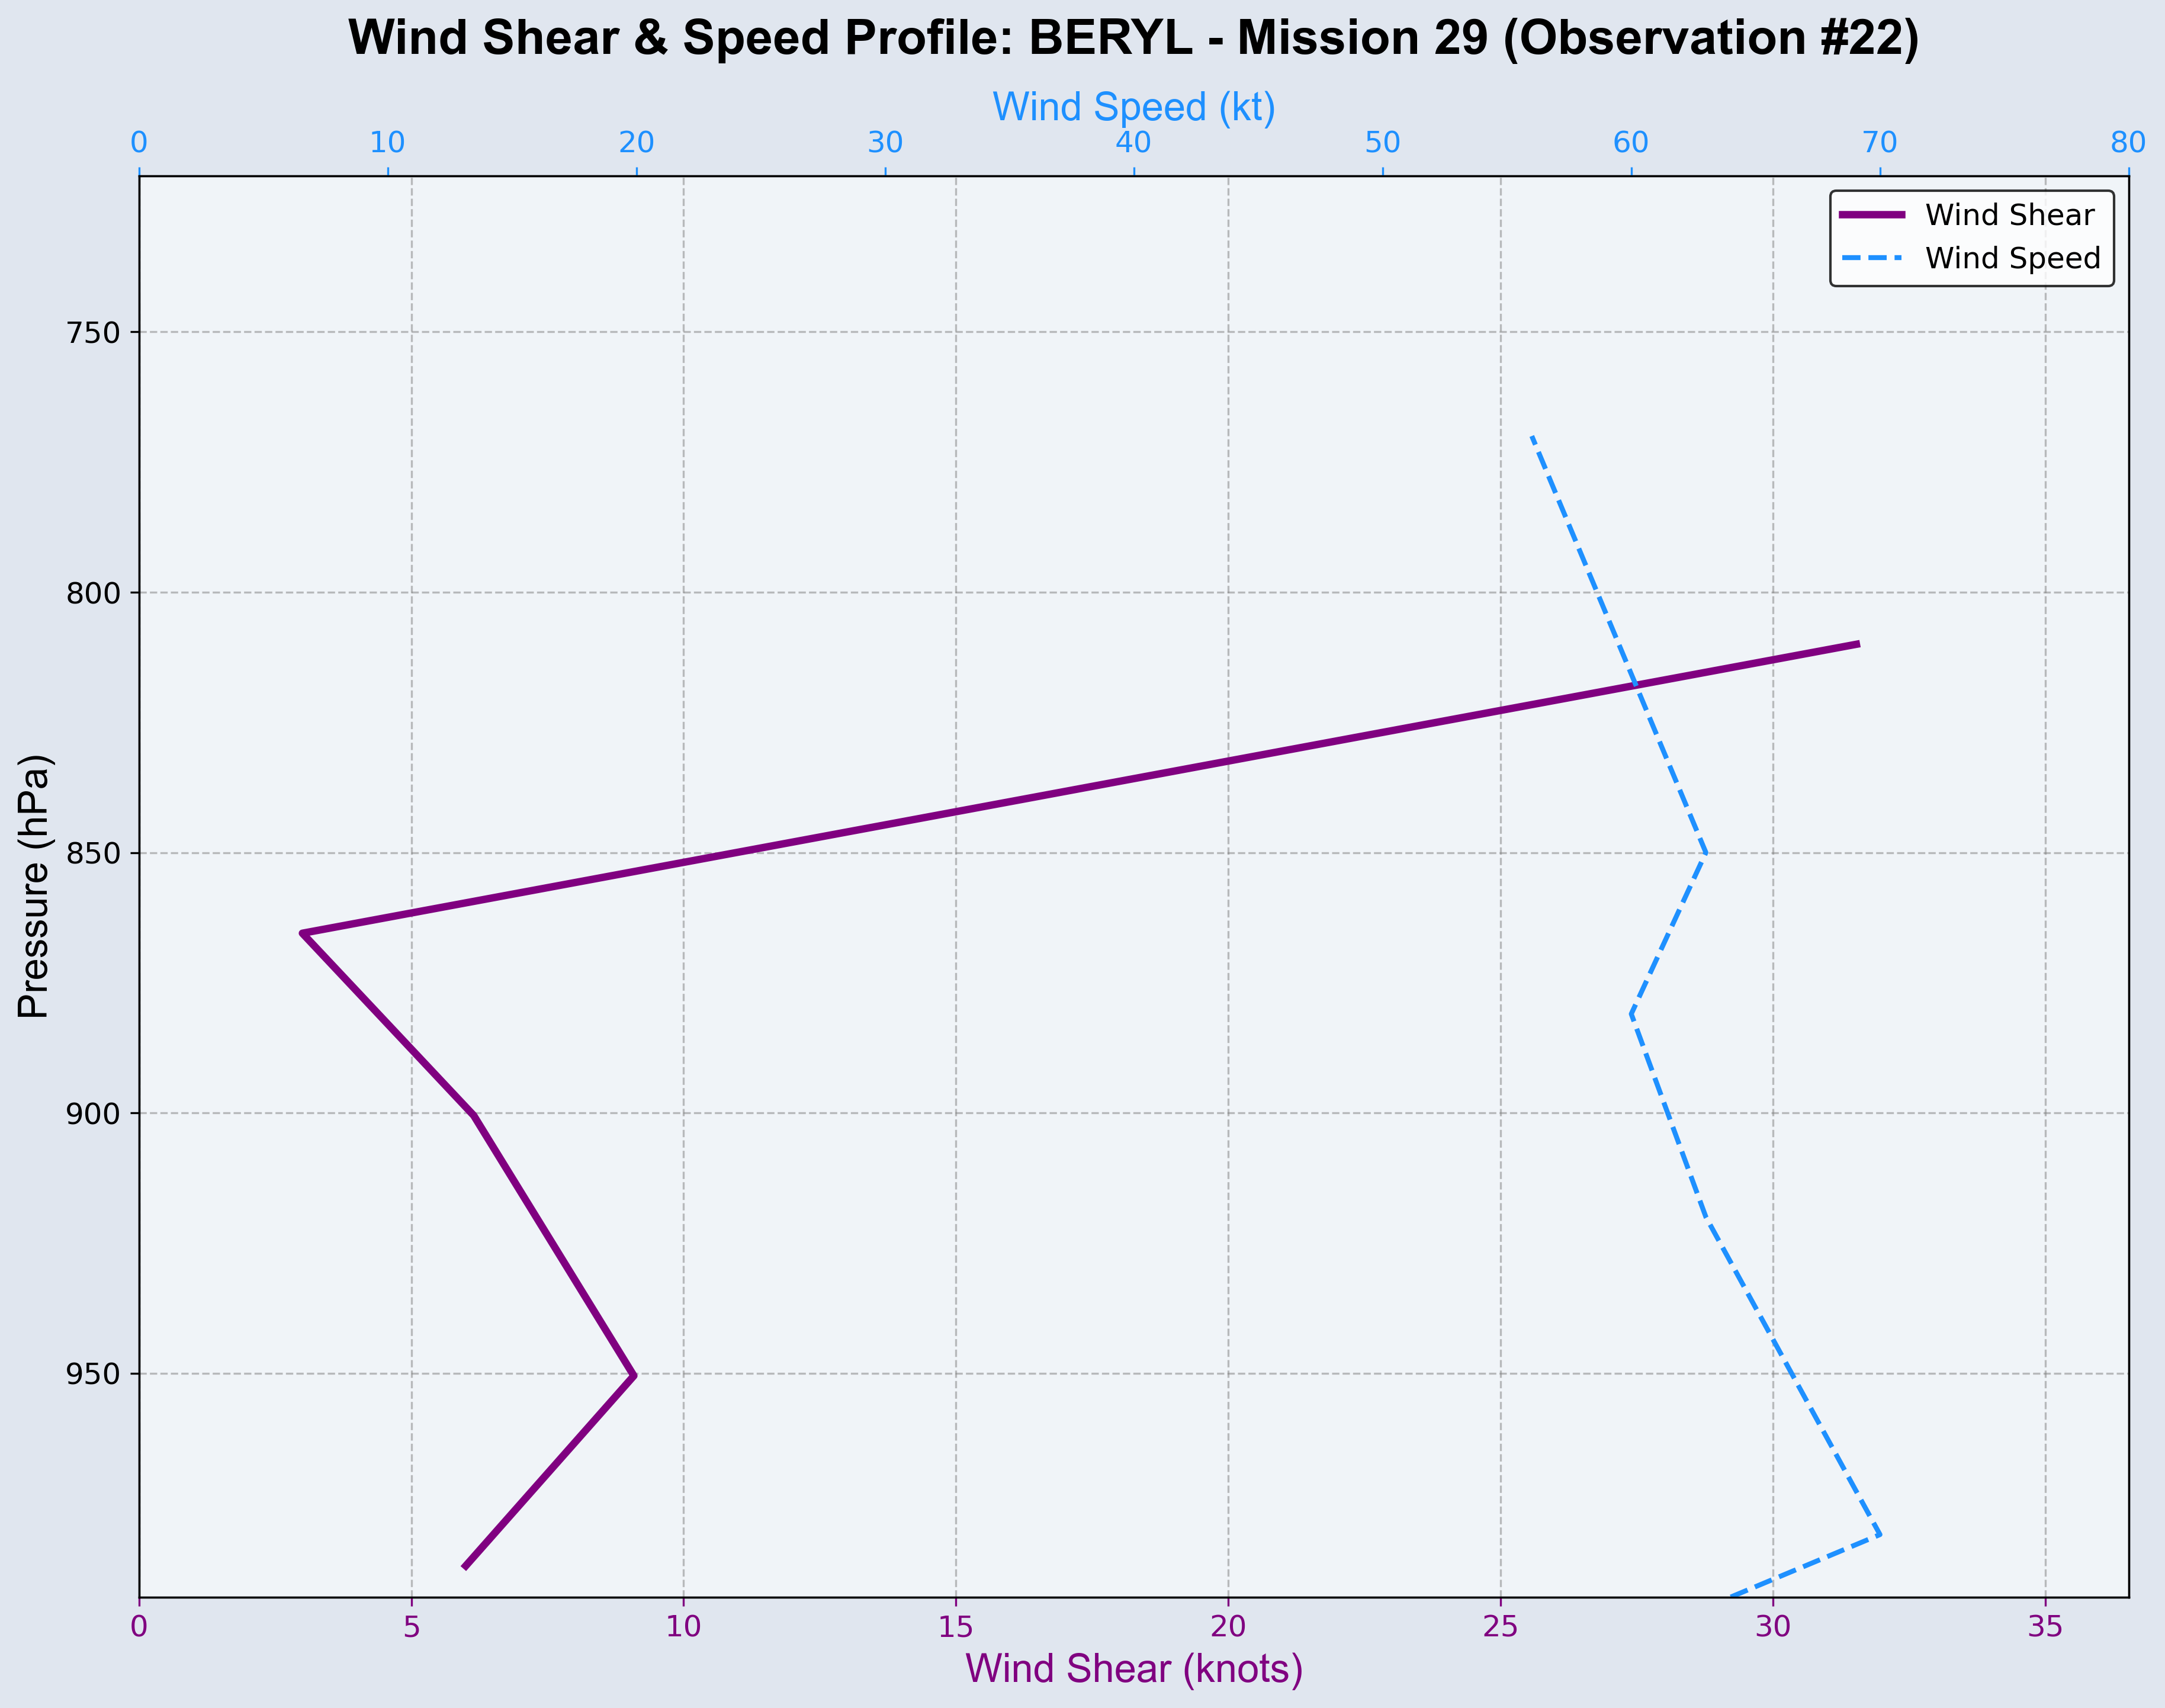 Wind Shear & Speed Profile: BERYL - Mission 29 (Observation #22)
Wind Speed (kt)
0 10 20 30 40 50 60 70 80
Wind Shear
Wind Speed
750
800
850
900
950
Pressure (hPa)
0 5 10 15 20 25 30 35
Wind Shear (knots)